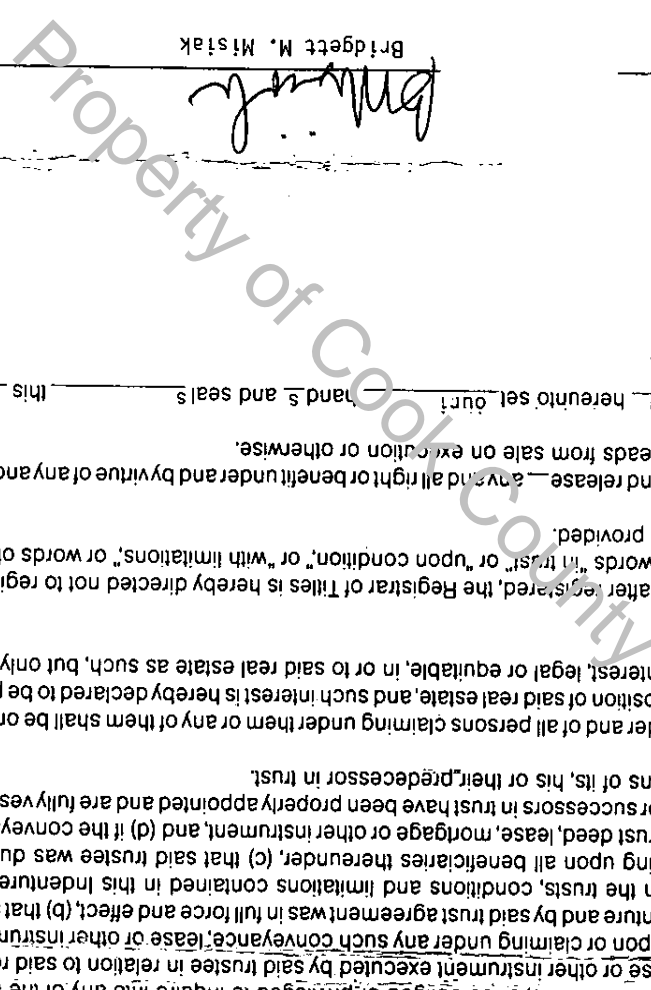 se or other instrument executed by said trustee in relation to said r
pon or claiming under any such conveyance, lease or other instrum
nture and by said trust agreement was in full force and effect, (b) that
n the trusts, conditions and limitations contained in this Indenture
ing upon all beneficiaries thereunder, (c) that said trustee was du
rust deed, lease, mortgage or other instrument, and (d) if the conveya
or successors in trust have been properly appointed and are fully ves
ns of its, his or their predecessor in trust.
der and of all persons claiming under them or any of them shall be on
osition of said real estate, and such interest is hereby declared to be p
nterest, legal or equitable, in or to said real estate as such, but only
after registered, the Registrar of Titles is hereby directed not to regi
words "in trust" or "upon condition," or "with limitations," or words of
provided.
nd release any and all right or benefit under and by virtue of any and
eads from sale on execution or otherwise.
hereunto set our hand s and seal s this
Bridgett M. Misiak
Property of Cook County